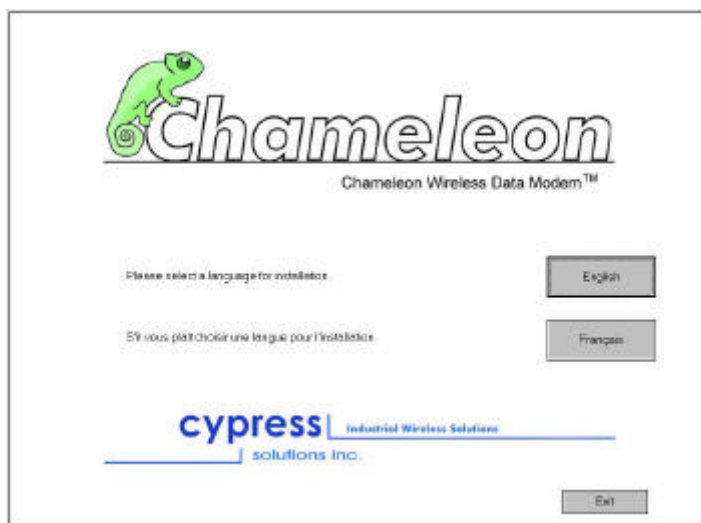 Chameleon
Chameleon Wireless Data Modem™
Please select a language for installation.
English
S'il vous plaît choisir une langue pour l'installation.
Français
cypress
Industrial Wireless Solutions
solutions inc.
Exit